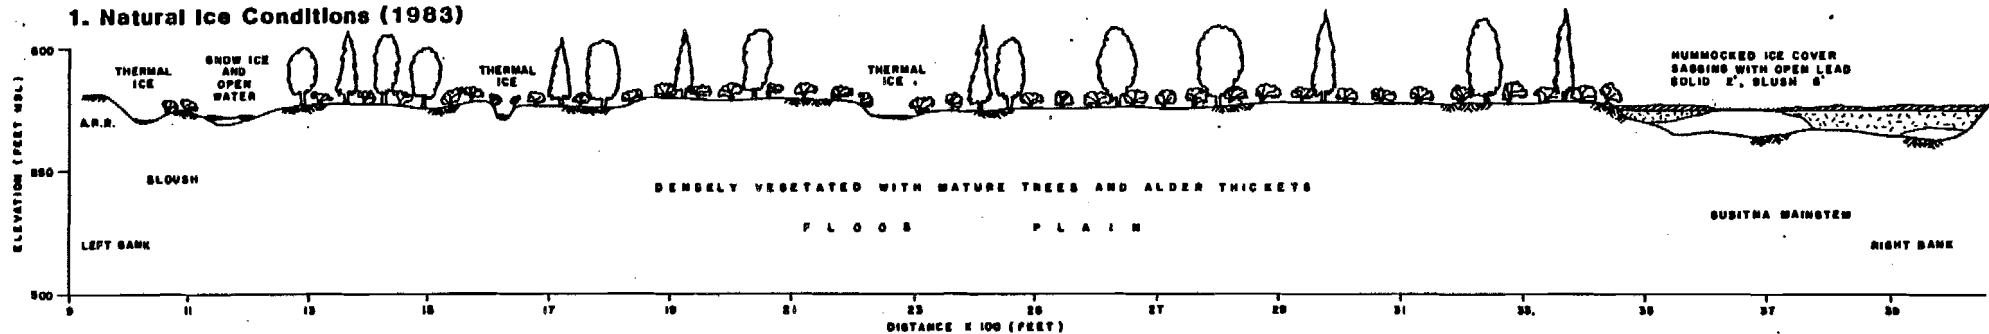 1. Natural Ice Conditions (1983)
ELEVATION (FEET MSL)
600
550
500
THERMAL
ICE
SNOW ICE
AND
OPEN
WATER
THERMAL
ICE
THERMAL
ICE
HUMMOCKED ICE COVER
SAGGING WITH OPEN LEAD
SOLID 2', SLUSH 6'
A.R.R.
SLOUSH
DENSELY VEGETATED WITH MATURE TREES AND ALDER THICKETS
FLOOD PLAIN
SUSITNA MAINSTEM
LEFT BANK
RIGHT BANK
9 11 13 15 17 19 21 23 25 27 29 31 33 35 37 39
DISTANCE X 100 (FEET)